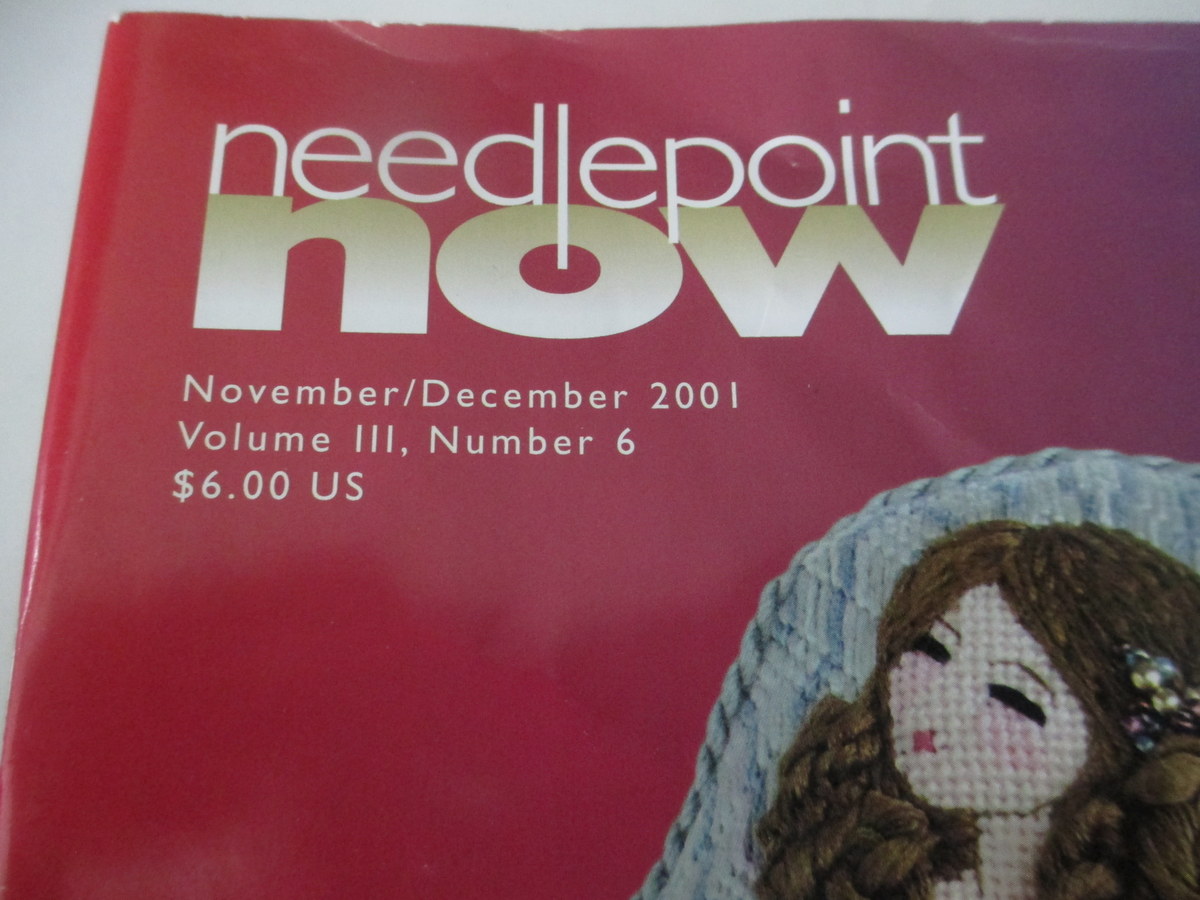 needlepoint
now
November/December 2001
Volume III, Number 6
$6.00 US